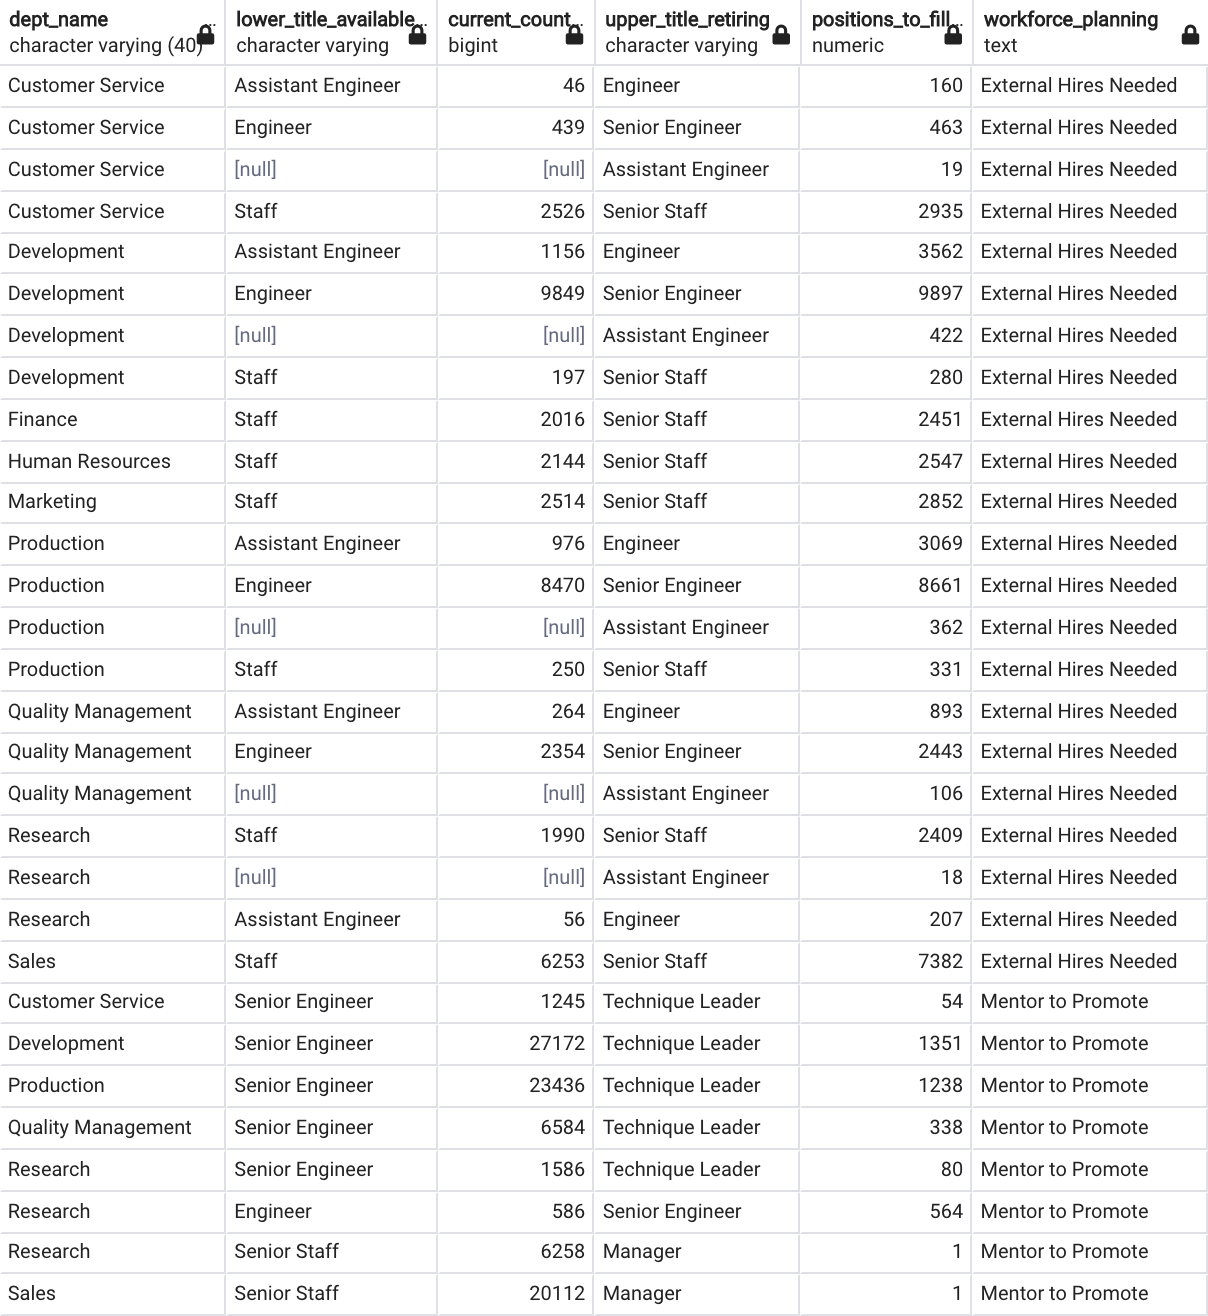 dept_name lower_title_available... current_count... upper_title_retiring positions_to_fill... workforce_planning
character varying (40) character varying bigint character varying numeric text
Customer Service Assistant Engineer 46 Engineer 160 External Hires Needed
Customer Service Engineer 439 Senior Engineer 463 External Hires Needed
Customer Service [null] [null] Assistant Engineer 19 External Hires Needed
Customer Service Staff 2526 Senior Staff 2935 External Hires Needed
Development Assistant Engineer 1156 Engineer 3562 External Hires Needed
Development Engineer 9849 Senior Engineer 9897 External Hires Needed
Development [null] [null] Assistant Engineer 422 External Hires Needed
Development Staff 197 Senior Staff 280 External Hires Needed
Finance Staff 2016 Senior Staff 2451 External Hires Needed
Human Resources Staff 2144 Senior Staff 2547 External Hires Needed
Marketing Staff 2514 Senior Staff 2852 External Hires Needed
Production Assistant Engineer 976 Engineer 3069 External Hires Needed
Production Engineer 8470 Senior Engineer 8661 External Hires Needed
Production [null] [null] Assistant Engineer 362 External Hires Needed
Production Staff 250 Senior Staff 331 External Hires Needed
Quality Management Assistant Engineer 264 Engineer 893 External Hires Needed
Quality Management Engineer 2354 Senior Engineer 2443 External Hires Needed
Quality Management [null] [null] Assistant Engineer 106 External Hires Needed
Research Staff 1990 Senior Staff 2409 External Hires Needed
Research [null] [null] Assistant Engineer 18 External Hires Needed
Research Assistant Engineer 56 Engineer 207 External Hires Needed
Sales Staff 6253 Senior Staff 7382 External Hires Needed
Customer Service Senior Engineer 1245 Technique Leader 54 Mentor to Promote
Development Senior Engineer 27172 Technique Leader 1351 Mentor to Promote
Production Senior Engineer 23436 Technique Leader 1238 Mentor to Promote
Quality Management Senior Engineer 6584 Technique Leader 338 Mentor to Promote
Research Senior Engineer 1586 Technique Leader 80 Mentor to Promote
Research Engineer 586 Senior Engineer 564 Mentor to Promote
Research Senior Staff 6258 Manager 1 Mentor to Promote
Sales Senior Staff 20112 Manager 1 Mentor to Promote